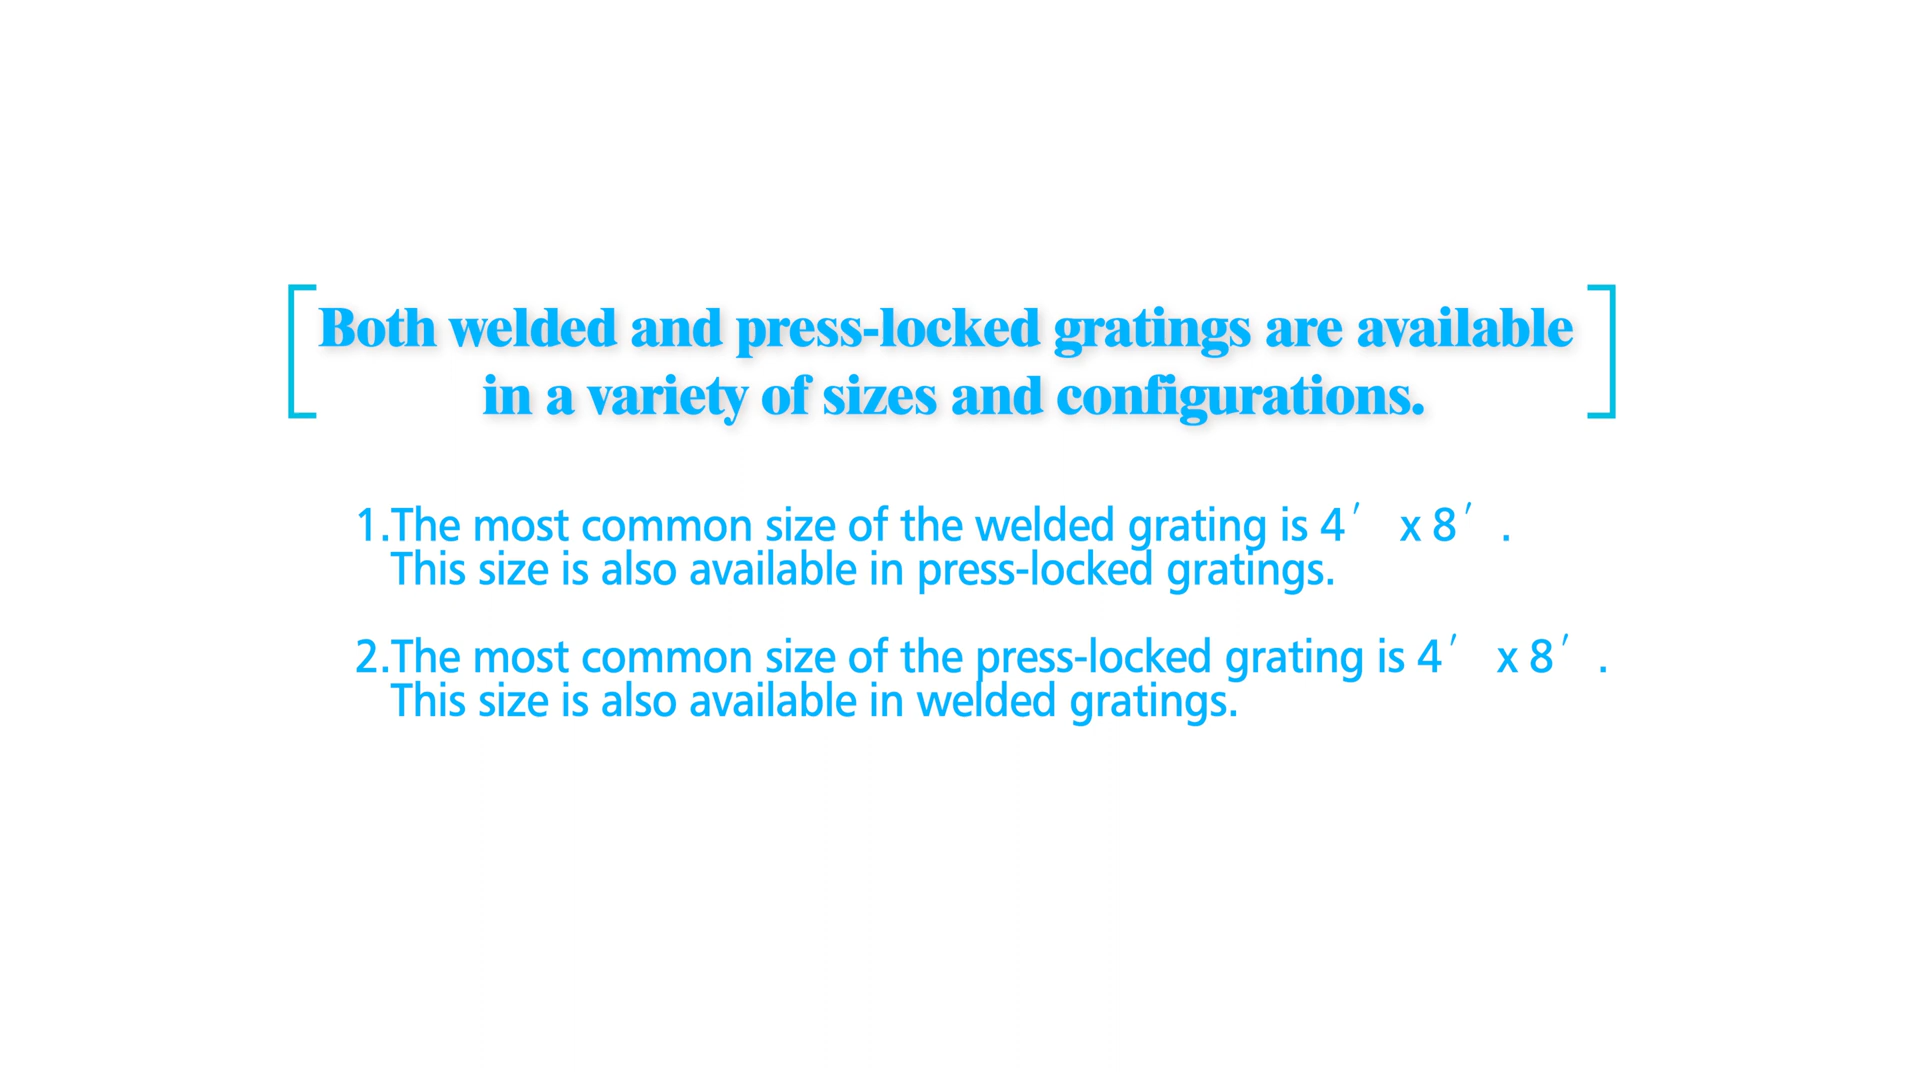 Both welded and press-locked gratings are available
in a variety of sizes and configurations.
1.The most common size of the welded grating is 4′ x 8′ .
This size is also available in press-locked gratings.
2.The most common size of the press-locked grating is 4′ x 8′ .
This size is also available in welded gratings.